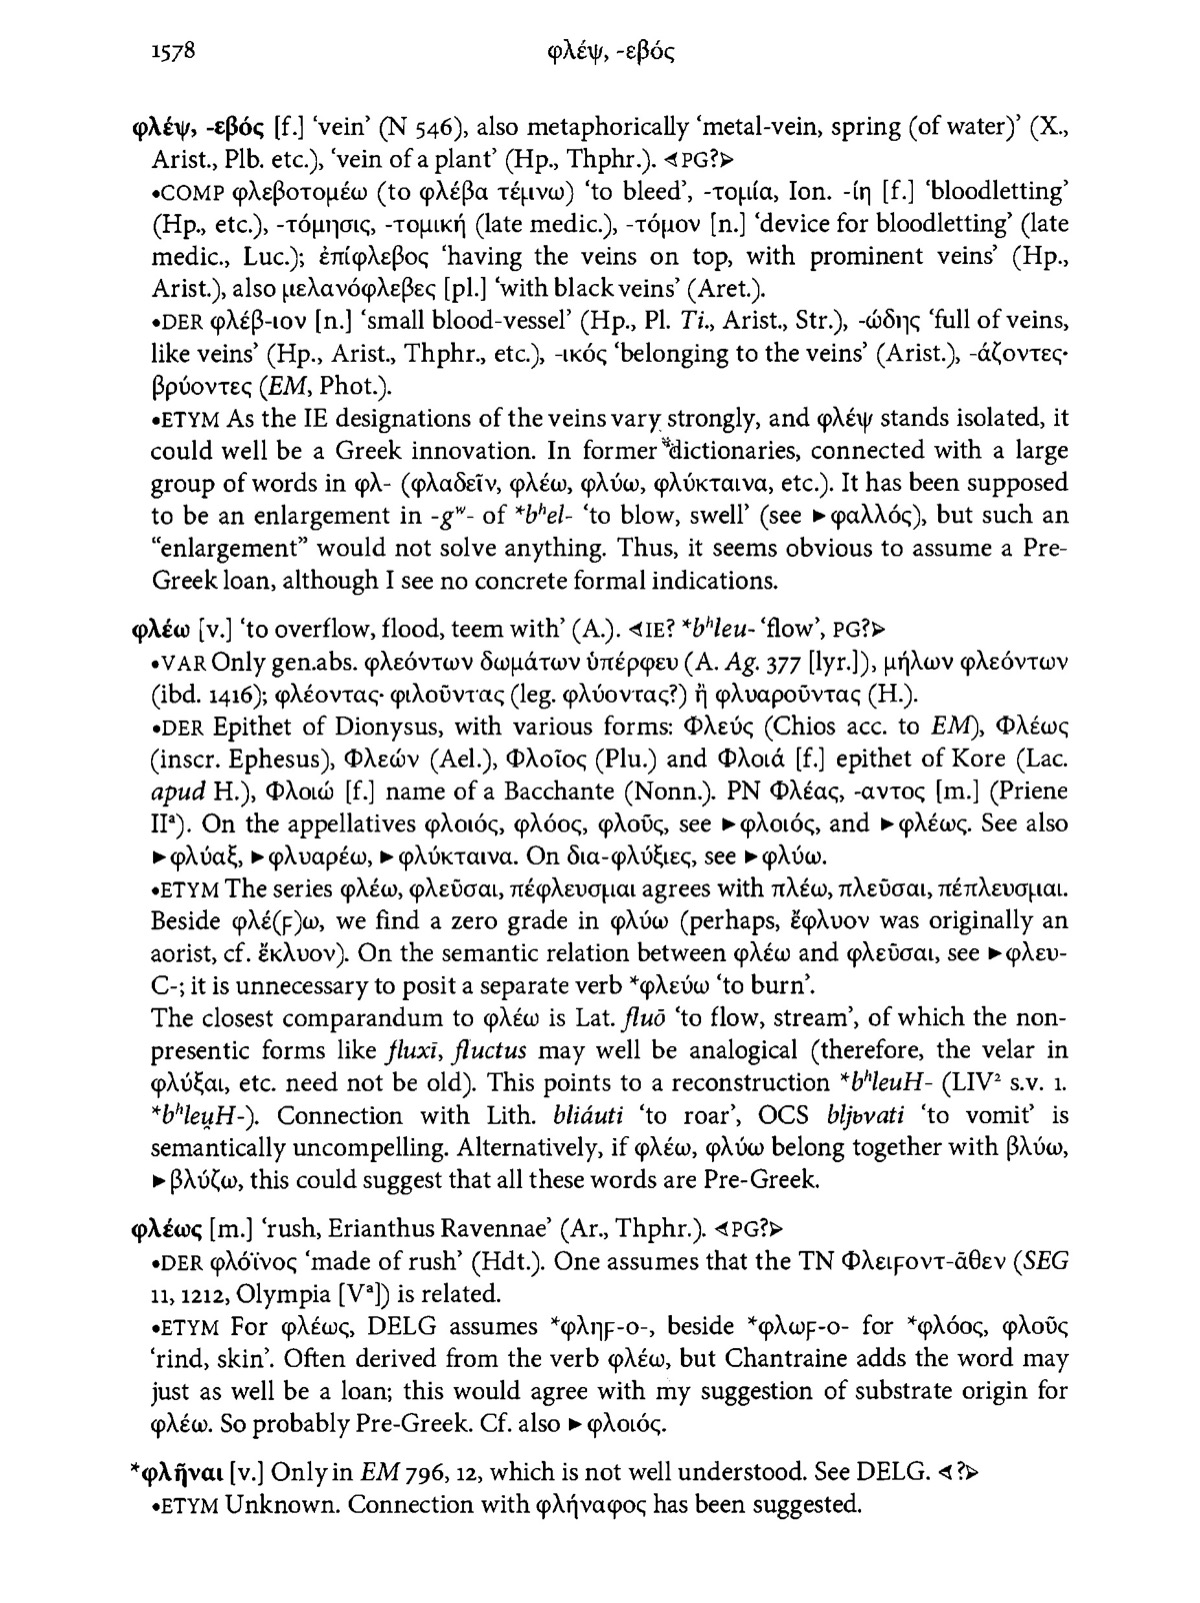 1578 φλέψ, -εβός
φλέψ, -εβός [f.] ‘vein’ (N 546), also metaphorically ‘metal-vein, spring (of water)’ (X.,
Arist., Plb. etc.), ‘vein of a plant’ (Hp., Thphr.). ⋖PG?⋗
•COMP φλεβοτομέω (to φλέβα τέμνω) ‘to bleed’, -τομία, Ion. -ίη [f.] ‘bloodletting’
(Hp., etc.), -τόμησις, -τομική (late medic.), -τόμον [n.] ‘device for bloodletting’ (late
medic., Luc.); ἐπίφλεβος ‘having the veins on top, with prominent veins’ (Hp.,
Arist.), also μελανόφλεβες [pl.] ‘with black veins’ (Aret.).
•DER φλέβ-ιον [n.] ‘small blood-vessel’ (Hp., Pl. Ti., Arist., Str.), -ώδης ‘full of veins,
like veins’ (Hp., Arist., Thphr., etc.), -ικός ‘belonging to the veins’ (Arist.), -άζοντες·
βρύοντες (EM, Phot.).
•ETYM As the IE designations of the veins vary strongly, and φλέψ stands isolated, it
could well be a Greek innovation. In former dictionaries, connected with a large
group of words in φλ- (φλαδεῖν, φλέω, φλύω, φλύκταινα, etc.). It has been supposed
to be an enlargement in -gʷ- of *bʰel- ‘to blow, swell’ (see ►φαλλός), but such an
“enlargement” would not solve anything. Thus, it seems obvious to assume a Pre-
Greek loan, although I see no concrete formal indications.
φλέω [v.] ‘to overflow, flood, teem with’ (A.). ⋖IE? *bʰleu- ‘flow’, PG?⋗
•VAR Only gen.abs. φλεόντων δωμάτων ὑπέρφευ (A. Ag. 377 [lyr.]), μήλων φλεόντων
(ibd. 1416); φλέοντας· φιλοῦντας (leg. φλύοντας?) ἢ φλυαροῦντας (H.).
•DER Epithet of Dionysus, with various forms: Φλεύς (Chios acc. to EM), Φλέως
(inscr. Ephesus), Φλεών (Ael.), Φλοῖος (Plu.) and Φλοιά [f.] epithet of Kore (Lac.
apud H.), Φλοιώ [f.] name of a Bacchante (Nonn.). PN Φλέας, -αντος [m.] (Priene
IIᵃ). On the appellatives φλοιός, φλόος, φλοῦς, see ►φλοιός, and ►φλέως. See also
►φλύαξ, ►φλυαρέω, ►φλύκταινα. On δια-φλύξιες, see ►φλύω.
•ETYM The series φλέω, φλεῦσαι, πέφλευσμαι agrees with πλέω, πλεῦσαι, πέπλευσμαι.
Beside φλέ(ϝ)ω, we find a zero grade in φλύω (perhaps, ἔφλυον was originally an
aorist, cf. ἔκλυον). On the semantic relation between φλέω and φλεῦσαι, see ►φλευ-
C-; it is unnecessary to posit a separate verb *φλεύω ‘to burn’.
The closest comparandum to φλέω is Lat. fluō ‘to flow, stream’, of which the non-
presentic forms like fluxī, fluctus may well be analogical (therefore, the velar in
φλύξαι, etc. need not be old). This points to a reconstruction *bʰleuH- (LIV² s.v. 1.
*bʰleu̯H-). Connection with Lith. bliáuti ‘to roar’, OCS bljьvati ‘to vomit’ is
semantically uncompelling. Alternatively, if φλέω, φλύω belong together with βλύω,
►βλύζω, this could suggest that all these words are Pre-Greek.
φλέως [m.] ‘rush, Erianthus Ravennae’ (Ar., Thphr.). ⋖PG?⋗
•DER φλόϊνος ‘made of rush’ (Hdt.). One assumes that the TN Φλειϝοντ-ᾱθεν (SEG
11, 1212, Olympia [Vᵃ]) is related.
•ETYM For φλέως, DELG assumes *φληϝ-ο-, beside *φλωϝ-ο- for *φλόος, φλοῦς
‘rind, skin’. Often derived from the verb φλέω, but Chantraine adds the word may
just as well be a loan; this would agree with my suggestion of substrate origin for
φλέω. So probably Pre-Greek. Cf. also ►φλοιός.
*φλῆναι [v.] Only in EM 796, 12, which is not well understood. See DELG. ⋖?⋗
•ETYM Unknown. Connection with φλήναφος has been suggested.